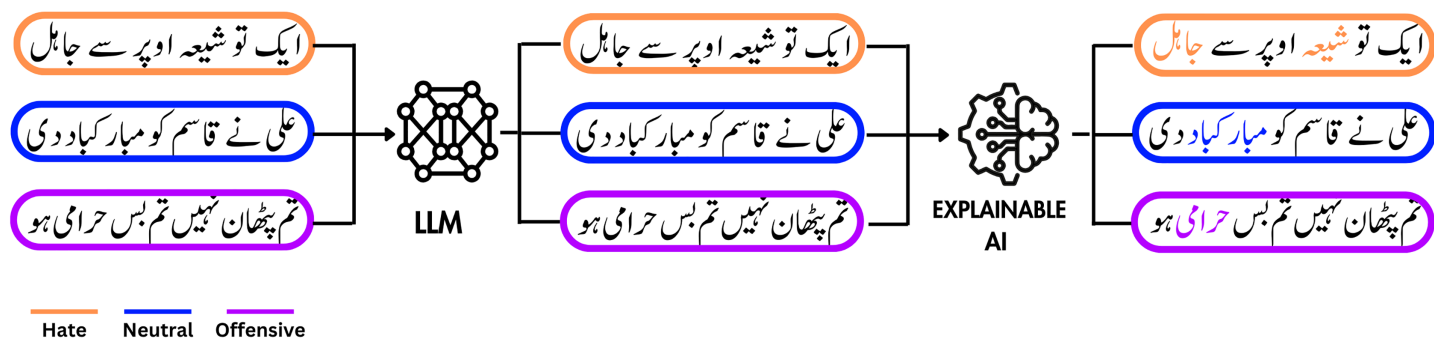 ایک تو شیعہ اوپر سے جاہل
علی نے قاسم کو مبارکباد دی
تم پٹھان نہیں تم بس حرامی ہو
LLM
ایک تو شیعہ اوپر سے جاہل
علی نے قاسم کو مبارکباد دی
تم پٹھان نہیں تم بس حرامی ہو
EXPLAINABLE
AI
ایک تو شیعہ اوپر سے جاہل
علی نے قاسم کو مبارکباد دی
تم پٹھان نہیں تم بس حرامی ہو
Hate
Neutral
Offensive